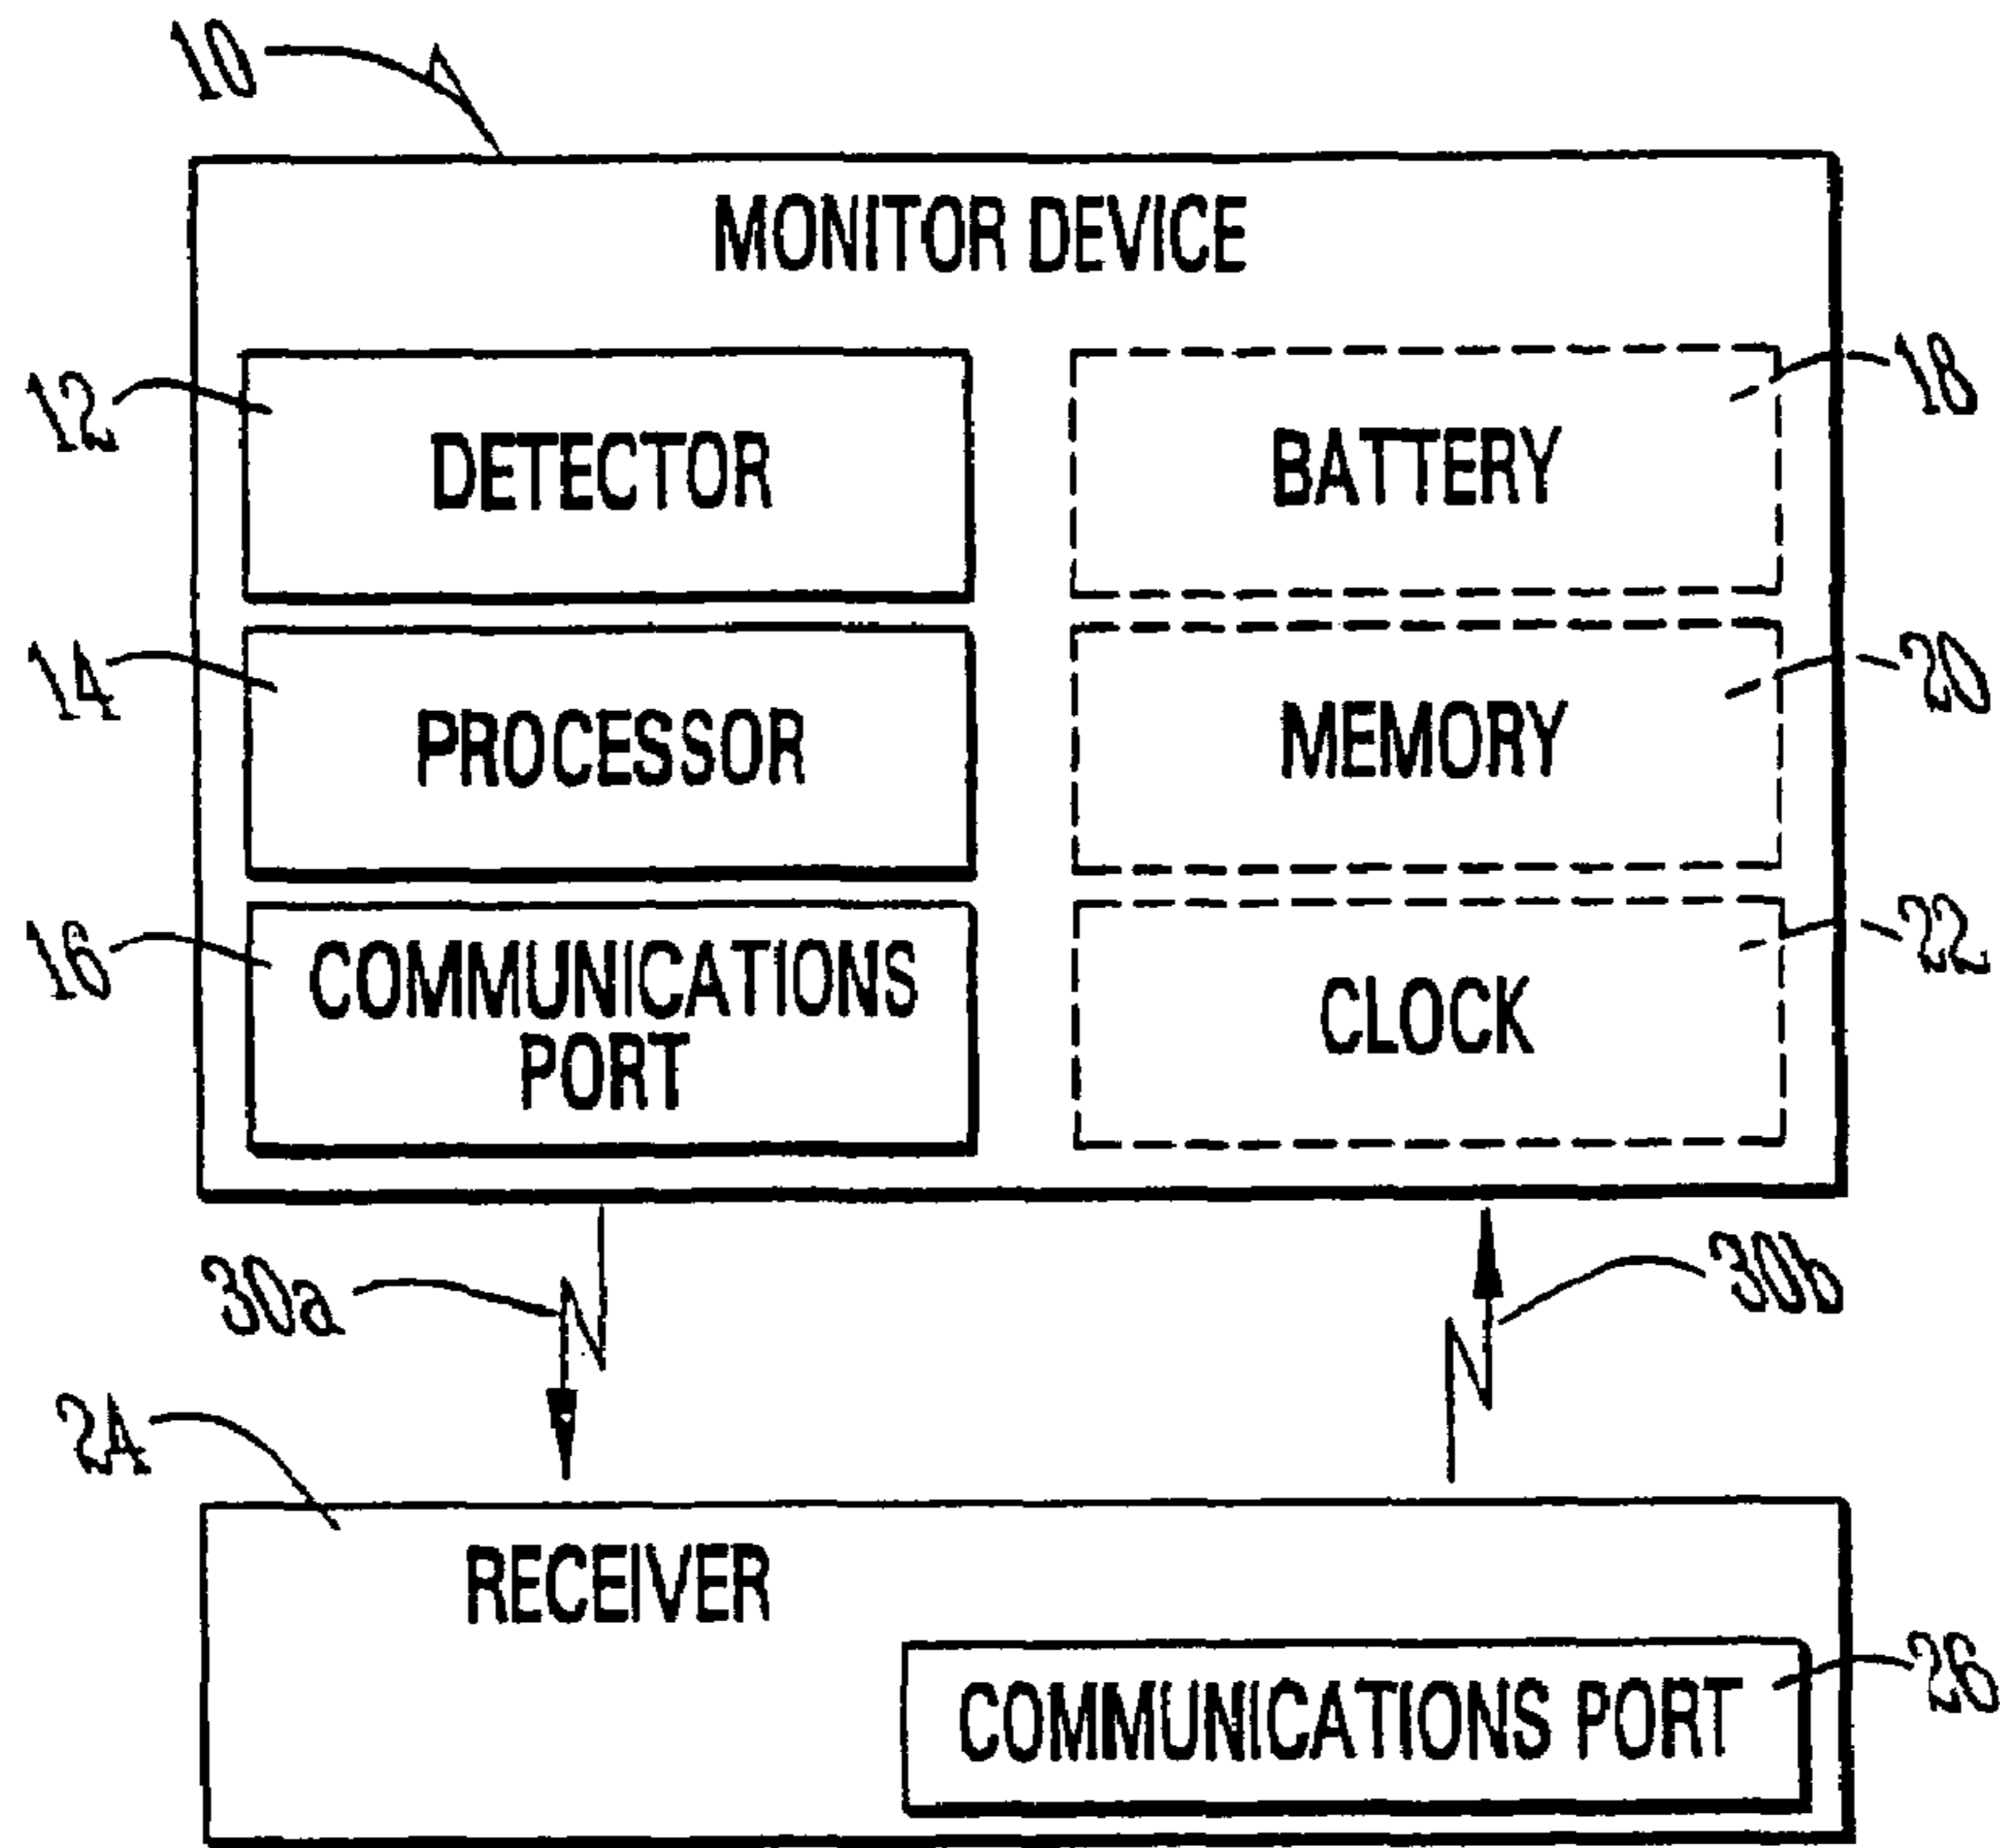 10
MONITOR DEVICE
12
DETECTOR
BATTERY
18
14
PROCESSOR
MEMORY
20
16
COMMUNICATIONS
PORT
CLOCK
22
30a
30b
24
RECEIVER
COMMUNICATIONS PORT
26